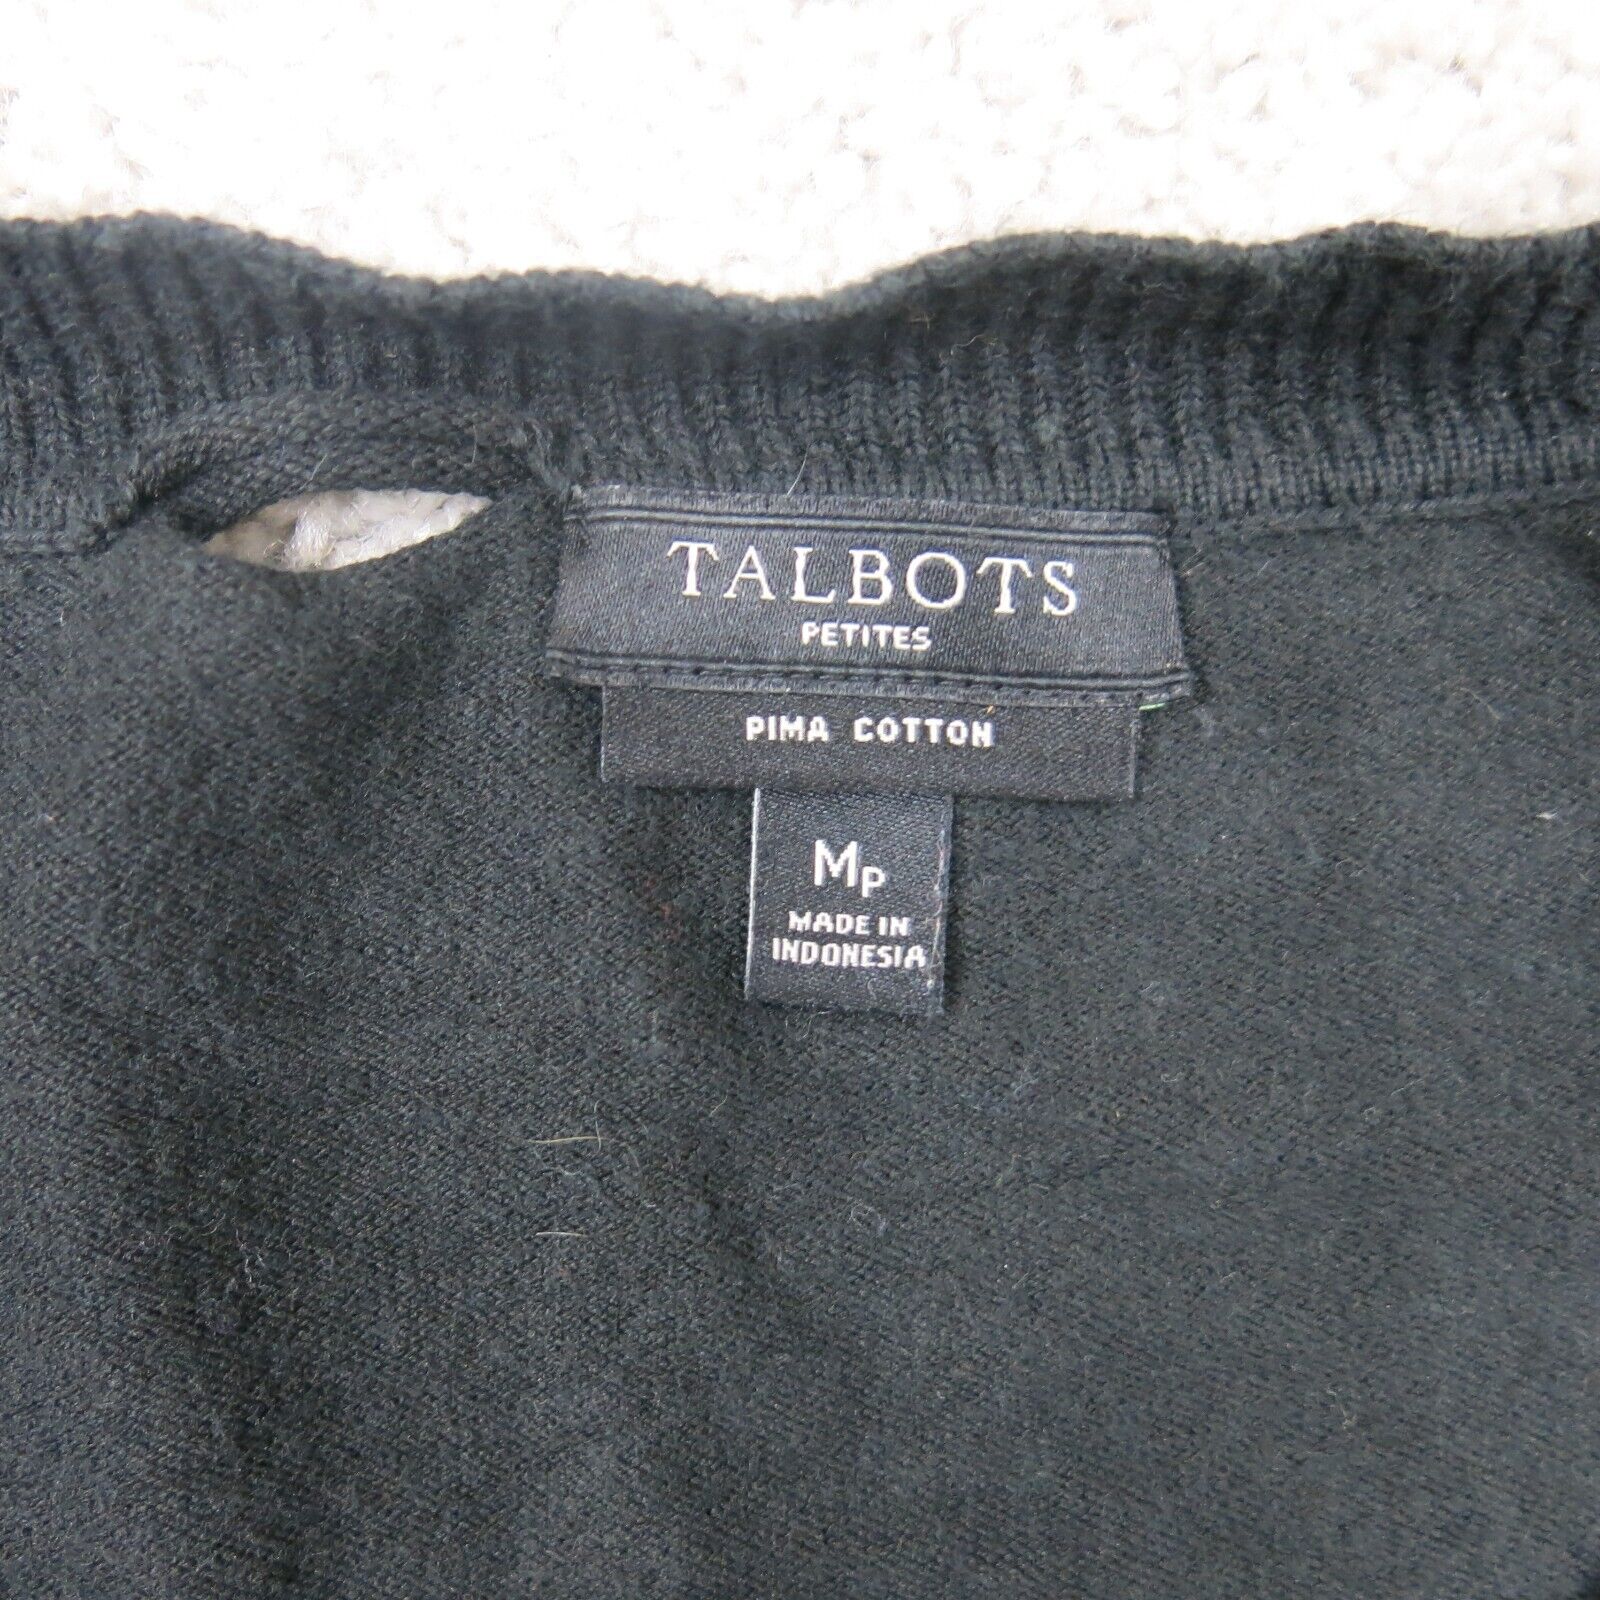 TALBOTS
PETITES
PIMA COTTON
MP
MADE IN
INDONESIA